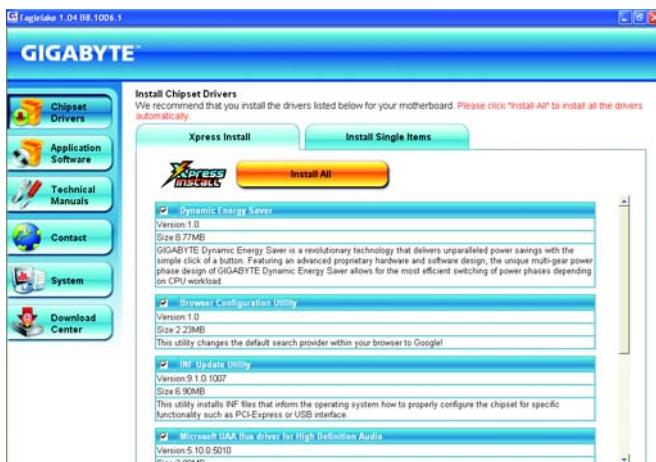 Eaglelake 1.04 B8.1006.1
GIGABYTE™
Chipset
Drivers
Application
Software
Technical
Manuals
Contact
System
Download
Center
Install Chipset Drivers
We recommend that you install the drivers listed below for your motherboard. Please click "Install All" to install all the drivers
automatically.
Xpress Install
Install Single Items
Xpress
Install
Install All
Dynamic Energy Saver
Version:1.0
Size:8.77MB
GIGABYTE Dynamic Energy Saver is a revolutionary technology that delivers unparalleled power savings with the
simple click of a button. Featuring an advanced proprietary hardware and software design, the unique multi-gear power
phase design of GIGABYTE Dynamic Energy Saver allows for the most efficient switching of power phases depending
on CPU workload.
Browser Configuration Utility
Version:1.0
Size:2.23MB
This utility changes the default search provider within your browser to Google!
INF Update Utility
Version:9.1.0.1007
Size:6.90MB
This utility installs INF files that inform the operating system how to properly configure the chipset for specific
functionality such as PCI-Express or USB interface.
Microsoft UAA Bus driver for High Definition Audio
Version:5.10.0.5010